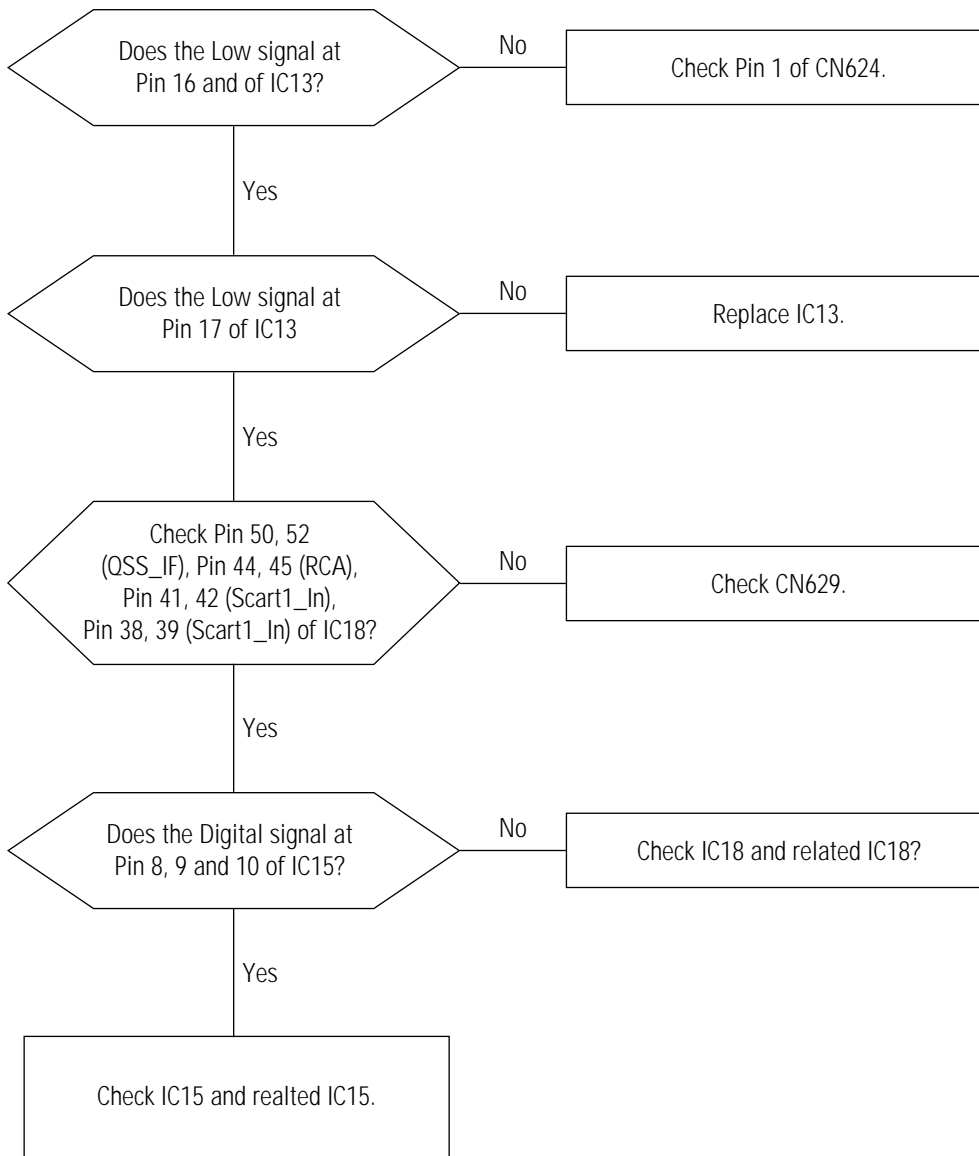 Does the Low signal at
Pin 16 and of IC13?
No
Check Pin 1 of CN624.
Yes
Does the Low signal at
Pin 17 of IC13
No
Replace IC13.
Yes
Check Pin 50, 52
(QSS_IF), Pin 44, 45 (RCA),
Pin 41, 42 (Scart1_In),
Pin 38, 39 (Scart1_In) of IC18?
No
Check CN629.
Yes
Does the Digital signal at
Pin 8, 9 and 10 of IC15?
No
Check IC18 and related IC18?
Yes
Check IC15 and realted IC15.